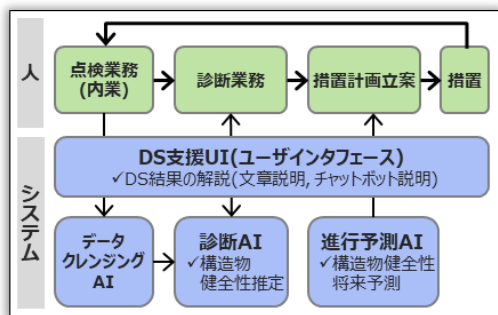 人
点検業務
(内業)
診断業務
措置計画立案
措置
システム
DS支援UI(ユーザインタフェース)
✓DS結果の解説(文章説明, チャットボット説明)
データ
クレンジング
AI
診断AI
✓構造物
健全性推定
進行予測AI
✓構造物健全性
将来予測